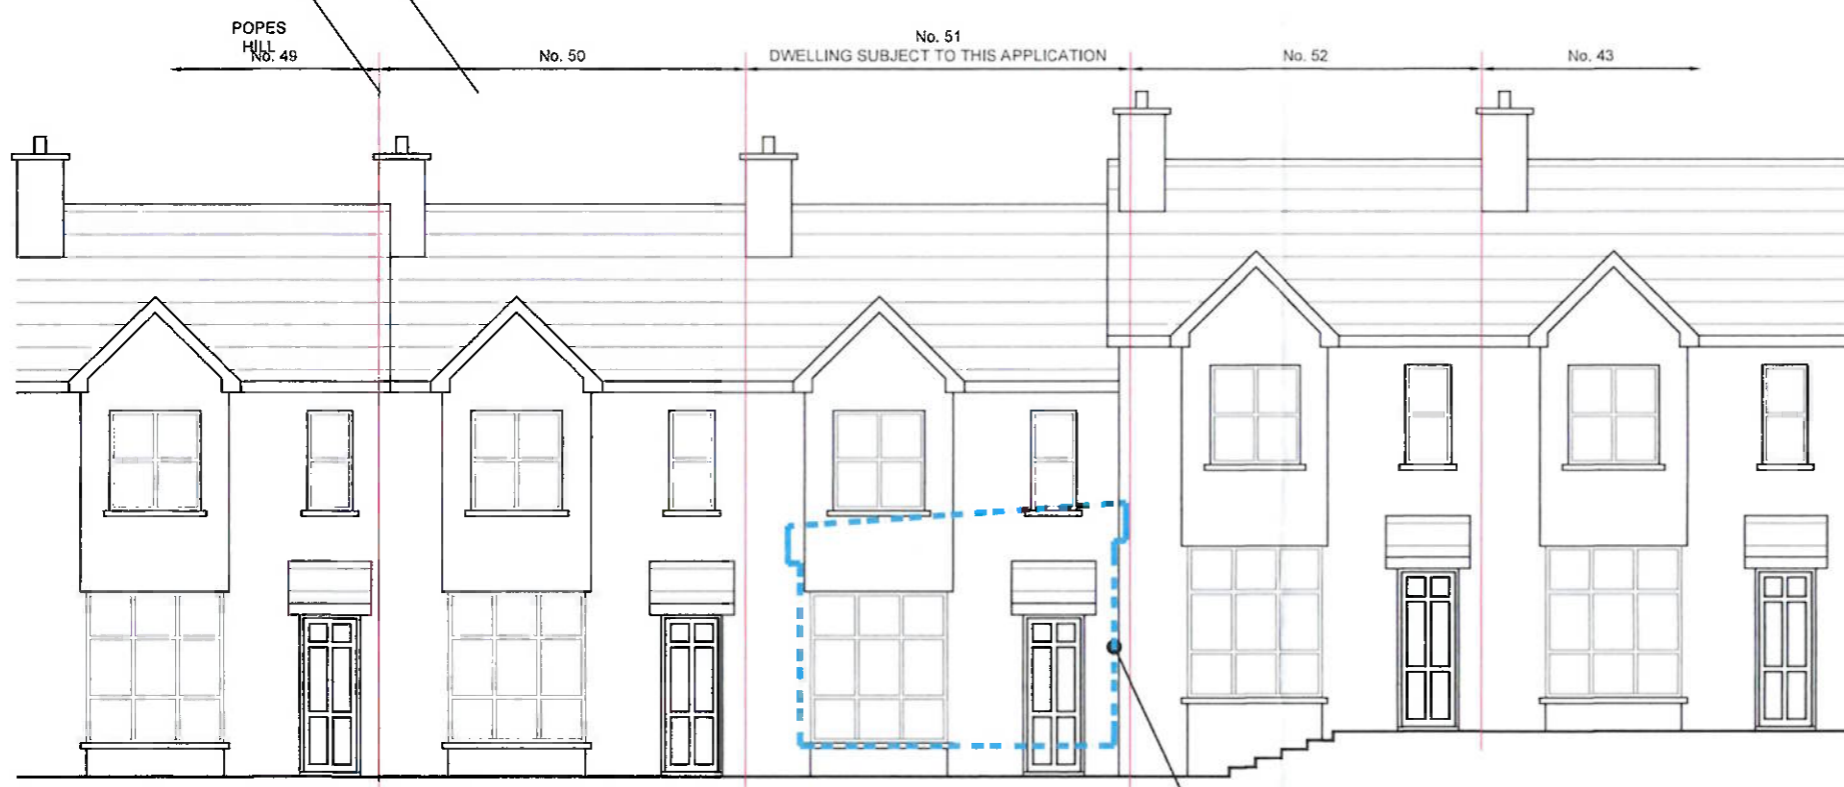 POPES
HILL
No. 49
No. 50
No. 51
DWELLING SUBJECT TO THIS APPLICATION
No. 52
No. 43